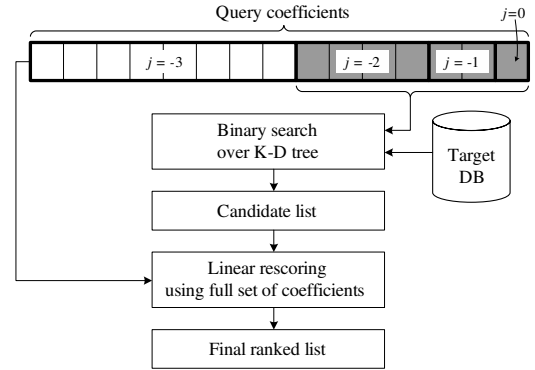 Query coefficients
j=0
j = -3
j = -2
j = -1
Binary search
over K-D tree
Target
DB
Candidate list
Linear rescoring
using full set of coefficients
Final ranked list